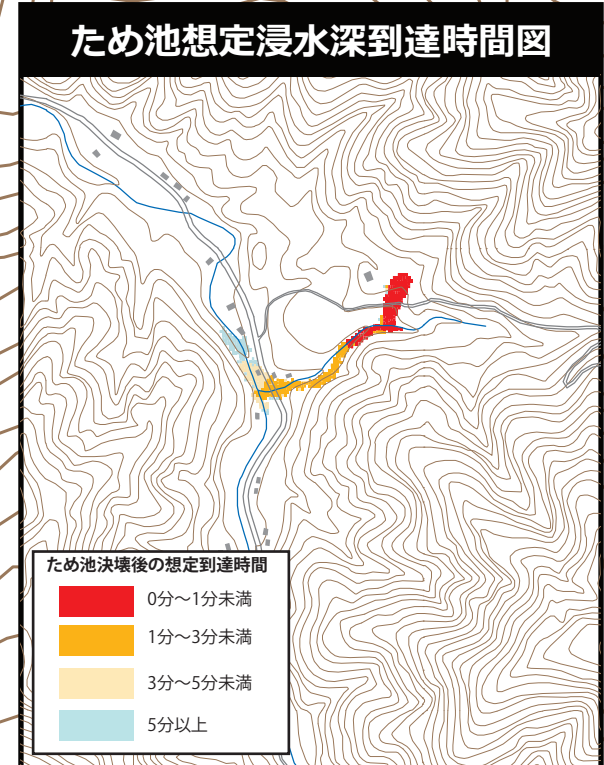 ため池想定浸水深到達時間図
ため池決壊後の想定到達時間
0分～1分未満
1分～3分未満
3分～5分未満
5分以上